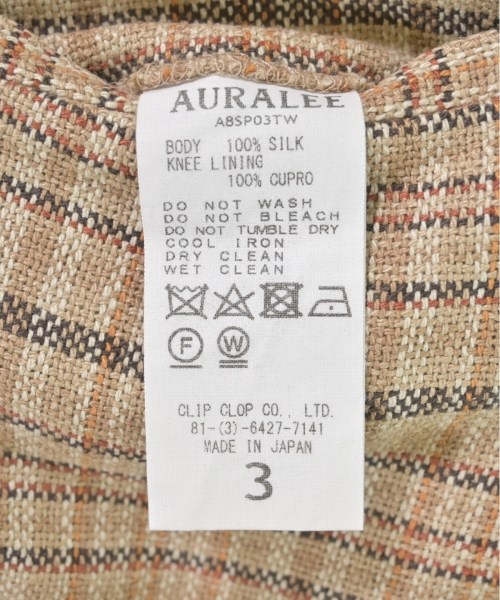 AURALEE
A8SP03TW
BODY 100% SILK
KNEE LINING
100% CUPRO
DO NOT WASH
DO NOT BLEACH
DO NOT TUMBLE DRY
COOL IRON
DRY CLEAN
WET CLEAN
F W
CLIP CLOP CO., LTD.
81-(3)-6427-7141
MADE IN JAPAN
3